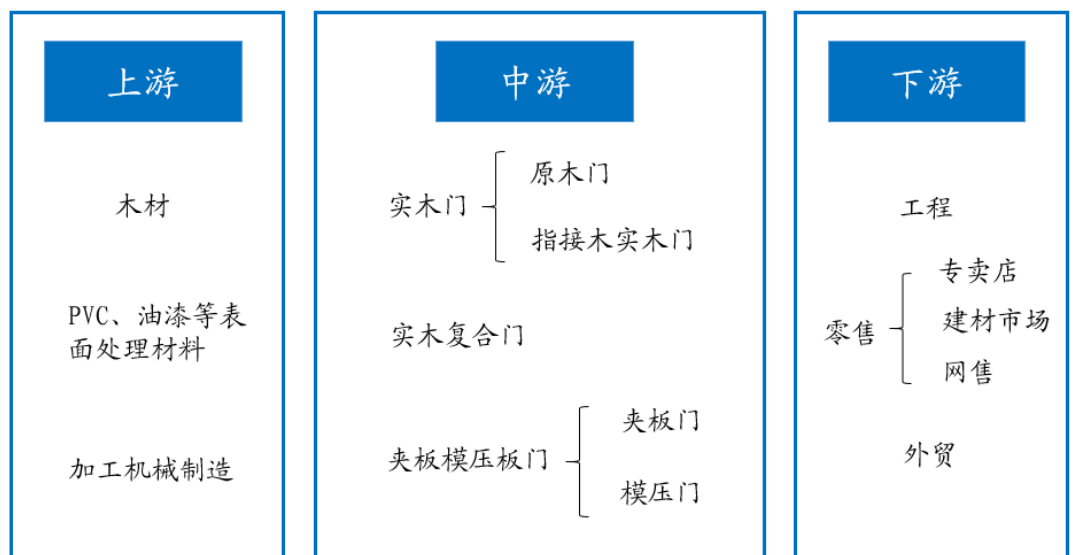 上游
木材
PVC、油漆等表
面处理材料
加工机械制造
中游
实木门
原木门
指接木实木门
实木复合门
夹板模压板门
夹板门
模压门
下游
工程
零售
专卖店
建材市场
网售
外贸